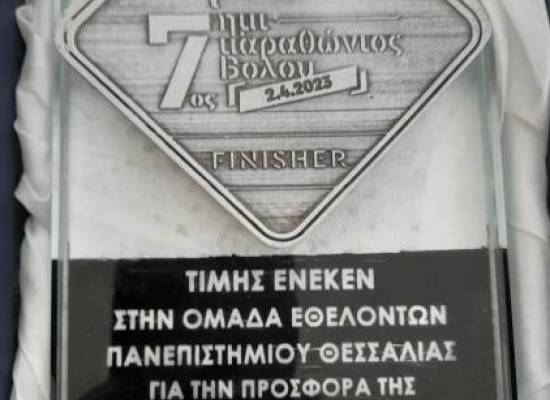 7ος
ημι
μαραθώνιος
Βόλου
2.4.2023
FINISHER
ΤΙΜΗΣ ΕΝΕΚΕΝ
ΣΤΗΝ ΟΜΑΔΑ ΕΘΕΛΟΝΤΩΝ
ΠΑΝΕΠΙΣΤΗΜΙΟΥ ΘΕΣΣΑΛΙΑΣ
ΓΙΑ ΤΗΝ ΠΡΟΣΦΟΡΑ ΤΗΣ